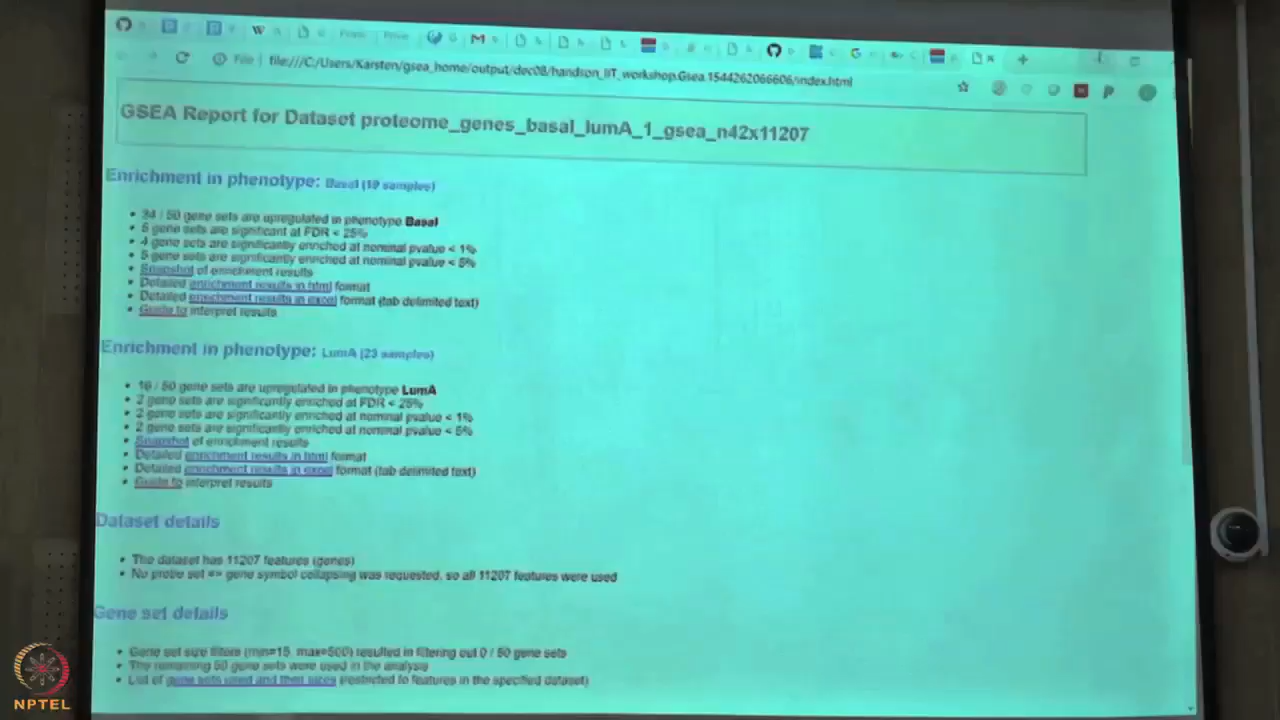 file:///C:/Users/Karsten/gsea_home/output/dec08/handson_IIT_workshop.Gsea.1544262066606/index.html
GSEA Report for Dataset proteome_genes_basal_lumA_1_gsea_n42x11207
Enrichment in phenotype: Basal (19 samples)
34 / 50 gene sets are upregulated in phenotype Basal
gene sets are significant at FDR < 25%
4 gene sets are significantly enriched at nominal pvalue < 1%
5 gene sets are significantly enriched at nominal pvalue < 5%
Snapshot of enrichment results
Detailed enrichment results in html format
Detailed enrichment results in excel format (tab delimited text)
Guide to interpret results
Enrichment in phenotype: LumA (23 samples)
16 / 50 gene sets are upregulated in phenotype LumA
2 gene sets are significantly enriched at FDR < 25%
2 gene sets are significantly enriched at nominal pvalue < 1%
2 gene sets are significantly enriched at nominal pvalue < 5%
Snapshot of enrichment results
Detailed enrichment results in html format
Detailed enrichment results in excel format (tab delimited text)
Guide to interpret results
Dataset details
The dataset has 11207 features (genes)
No probe set => gene symbol collapsing was requested, so all 11207 features were used
Gene set details
Gene set size filters (min=15, max=500) resulted in filtering out 0 / 50 gene sets
The remaining 50 gene sets were used in the analysis
List of gene sets used and their sizes (restricted to features in the specified dataset)
NPTEL